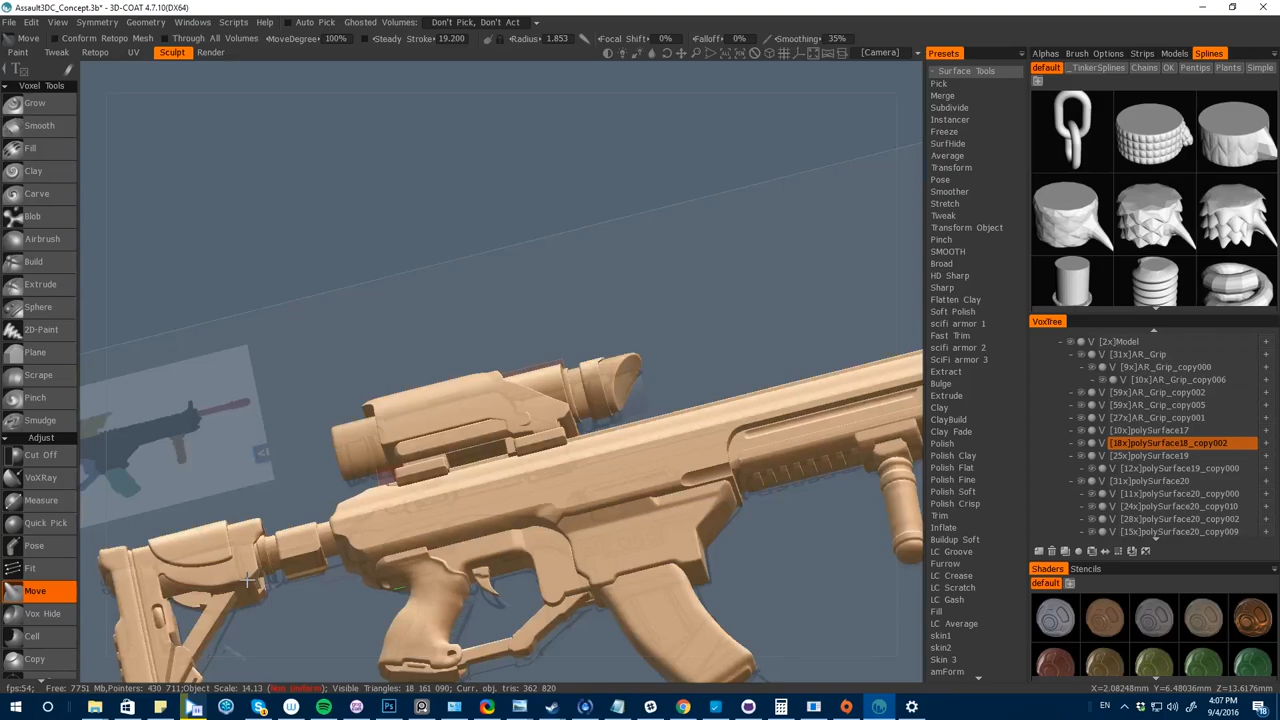 Assault3DC_Concept.3b* - 3D-COAT 4.7.10(DX64)
File Edit View Symmetry Geometry Windows Scripts Help Auto Pick Ghosted Volumes: Don't Pick, Don't Act
Move Conform Retopo Mesh Through All Volumes MoveDegree: 100% Steady Stroke: 19.200 Radius: 1.853 Focal Shift: 0% Falloff: 0% Smoothing: 35%
Paint Tweak Retopo UV Sculpt Render [Camera]
Voxel Tools
Grow
Smooth
Fill
Clay
Carve
Blob
Airbrush
Build
Extrude
Sphere
2D-Paint
Plane
Scrape
Pinch
Smudge
Adjust
Cut Off
VoXRay
Measure
Quick Pick
Pose
Fit
Move
Vox Hide
Cell
Copy
Presets
- Surface Tools
Pick
Merge
Subdivide
Instancer
Freeze
SurfHide
Average
Transform
Pose
Smoother
Stretch
Tweak
Transform Object
Pinch
SMOOTH
Broad
HD Sharp
Sharp
Flatten Clay
Soft Polish
scifi armor 1
Fast Trim
scifi armor 2
SciFi armor 3
Extract
Bulge
Extrude
Clay
ClayBuild
Clay Fade
Polish
Polish Clay
Polish Flat
Polish Fine
Polish Soft
Polish Crisp
Trim
Inflate
Buildup Soft
LC Groove
Furrow
LC Crease
LC Scratch
LC Gash
Fill
LC Average
skin1
skin2
Skin 3
amForm
Alphas Brush Options Strips Models Splines
default _TinkerSplines Chains OK Pentips Plants Simple
VoxTree
- V [2x]Model
- V [31x]AR_Grip +
- V [9x]AR_Grip_copy000 +
- V [10x]AR_Grip_copy006 +
- V [59x]AR_Grip_copy002 +
- V [59x]AR_Grip_copy005 +
- V [27x]AR_Grip_copy001 +
- V [10x]polySurface17 +
- V [18x]polySurface18_copy002 +
- V [25x]polySurface19 +
- V [12x]polySurface19_copy000 +
- V [31x]polySurface20 +
- V [11x]polySurface20_copy000 +
- V [24x]polySurface20_copy010 +
- V [28x]polySurface20_copy002 +
- V [15x]polySurface20_copy009 +
Shaders Stencils
default
fps:54; Free: 7751 Mb,Pointers: 430 711;Object Scale: 14.13 (Non Uniform); Visible Triangles: 18 161 090; Curr. obj. tris: 362 820
X=2.08248mm Y=6.48036mm Z=13.6176mm
EN
4:07 PM
9/4/2016
18